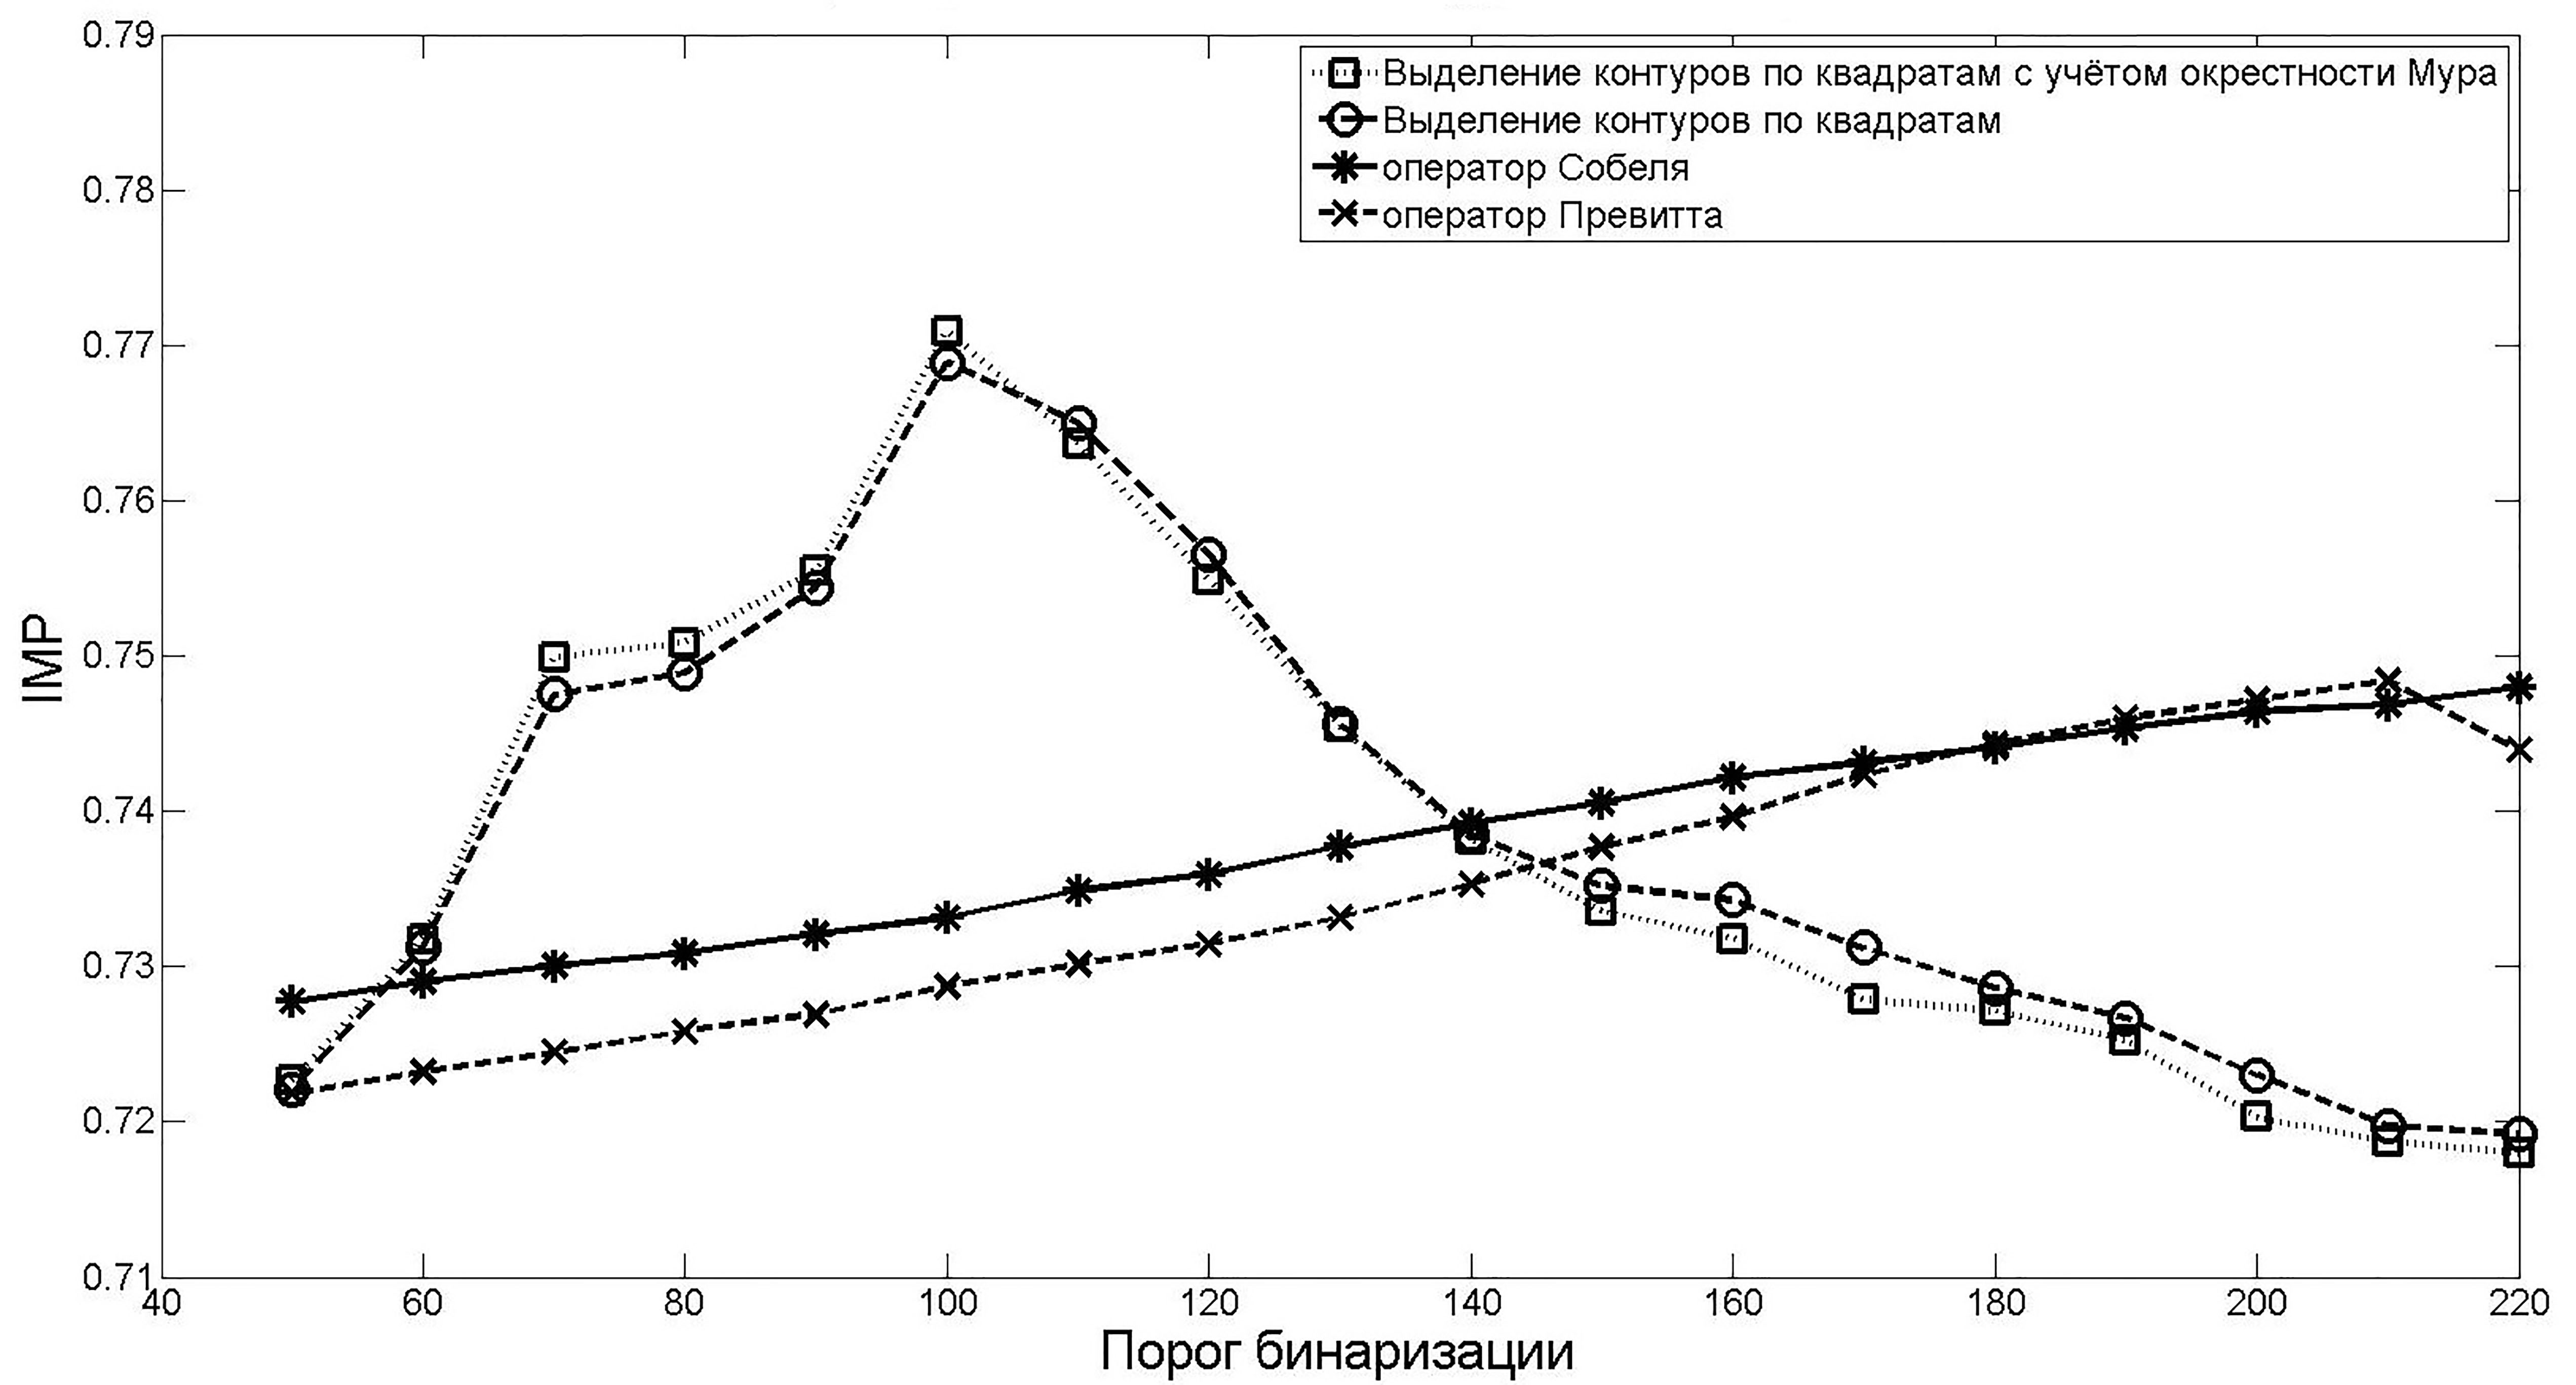 0.79
0.78
0.77
0.76
0.75
0.74
0.73
0.72
0.71
IMP
Выделение контуров по квадратам с учётом окрестности Мура
Выделение контуров по квадратам
оператор Собеля
оператор Превитта
40 60 80 100 120 140 160 180 200 220
Порог бинаризации